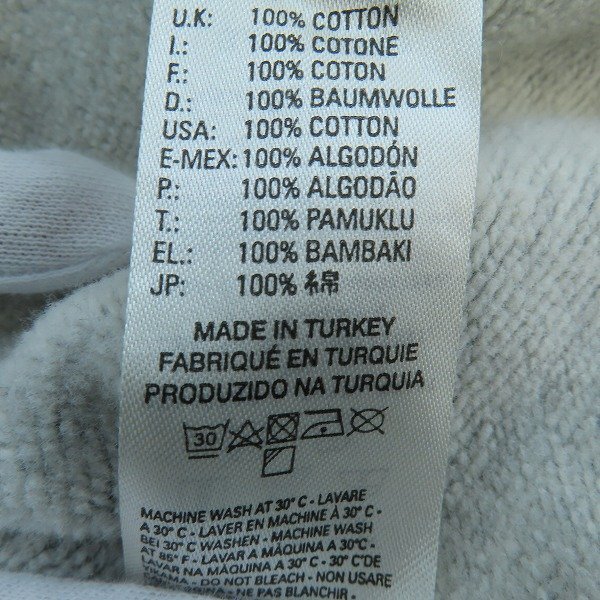 U.K: 100% COTTON
I.: 100% COTONE
F.: 100% COTON
D.: 100% BAUMWOLLE
USA: 100% COTTON
E-MEX: 100% ALGODÓN
P.: 100% ALGODÃO
T.: 100% PAMUKLU
EL.: 100% BAMBAKI
JP: 100% 綿
MADE IN TURKEY
FABRIQUÉ EN TURQUIE
PRODUZIDO NA TURQUIA
30
MACHINE WASH AT 30° C - LAVARE
A 30° C - LAVER EN MACHINE À 30° C -
BEI 30°C WASHEN - MACHINE WASH
AT 86° F - LAVAR A MÁQUINA A 30°C -
LAVAR NA MÁQUINA A 30° C - 30°C'DE
YIKAMA - DO NOT BLEACH - NON USARE